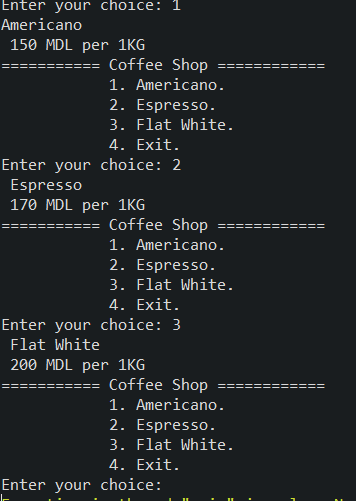 Enter your choice: 1
Americano
150 MDL per 1KG
=========== Coffee Shop ============
1. Americano.
2. Espresso.
3. Flat White.
4. Exit.
Enter your choice: 2
Espresso
170 MDL per 1KG
=========== Coffee Shop ============
1. Americano.
2. Espresso.
3. Flat White.
4. Exit.
Enter your choice: 3
Flat White
200 MDL per 1KG
=========== Coffee Shop ============
1. Americano.
2. Espresso.
3. Flat White.
4. Exit.
Enter your choice: